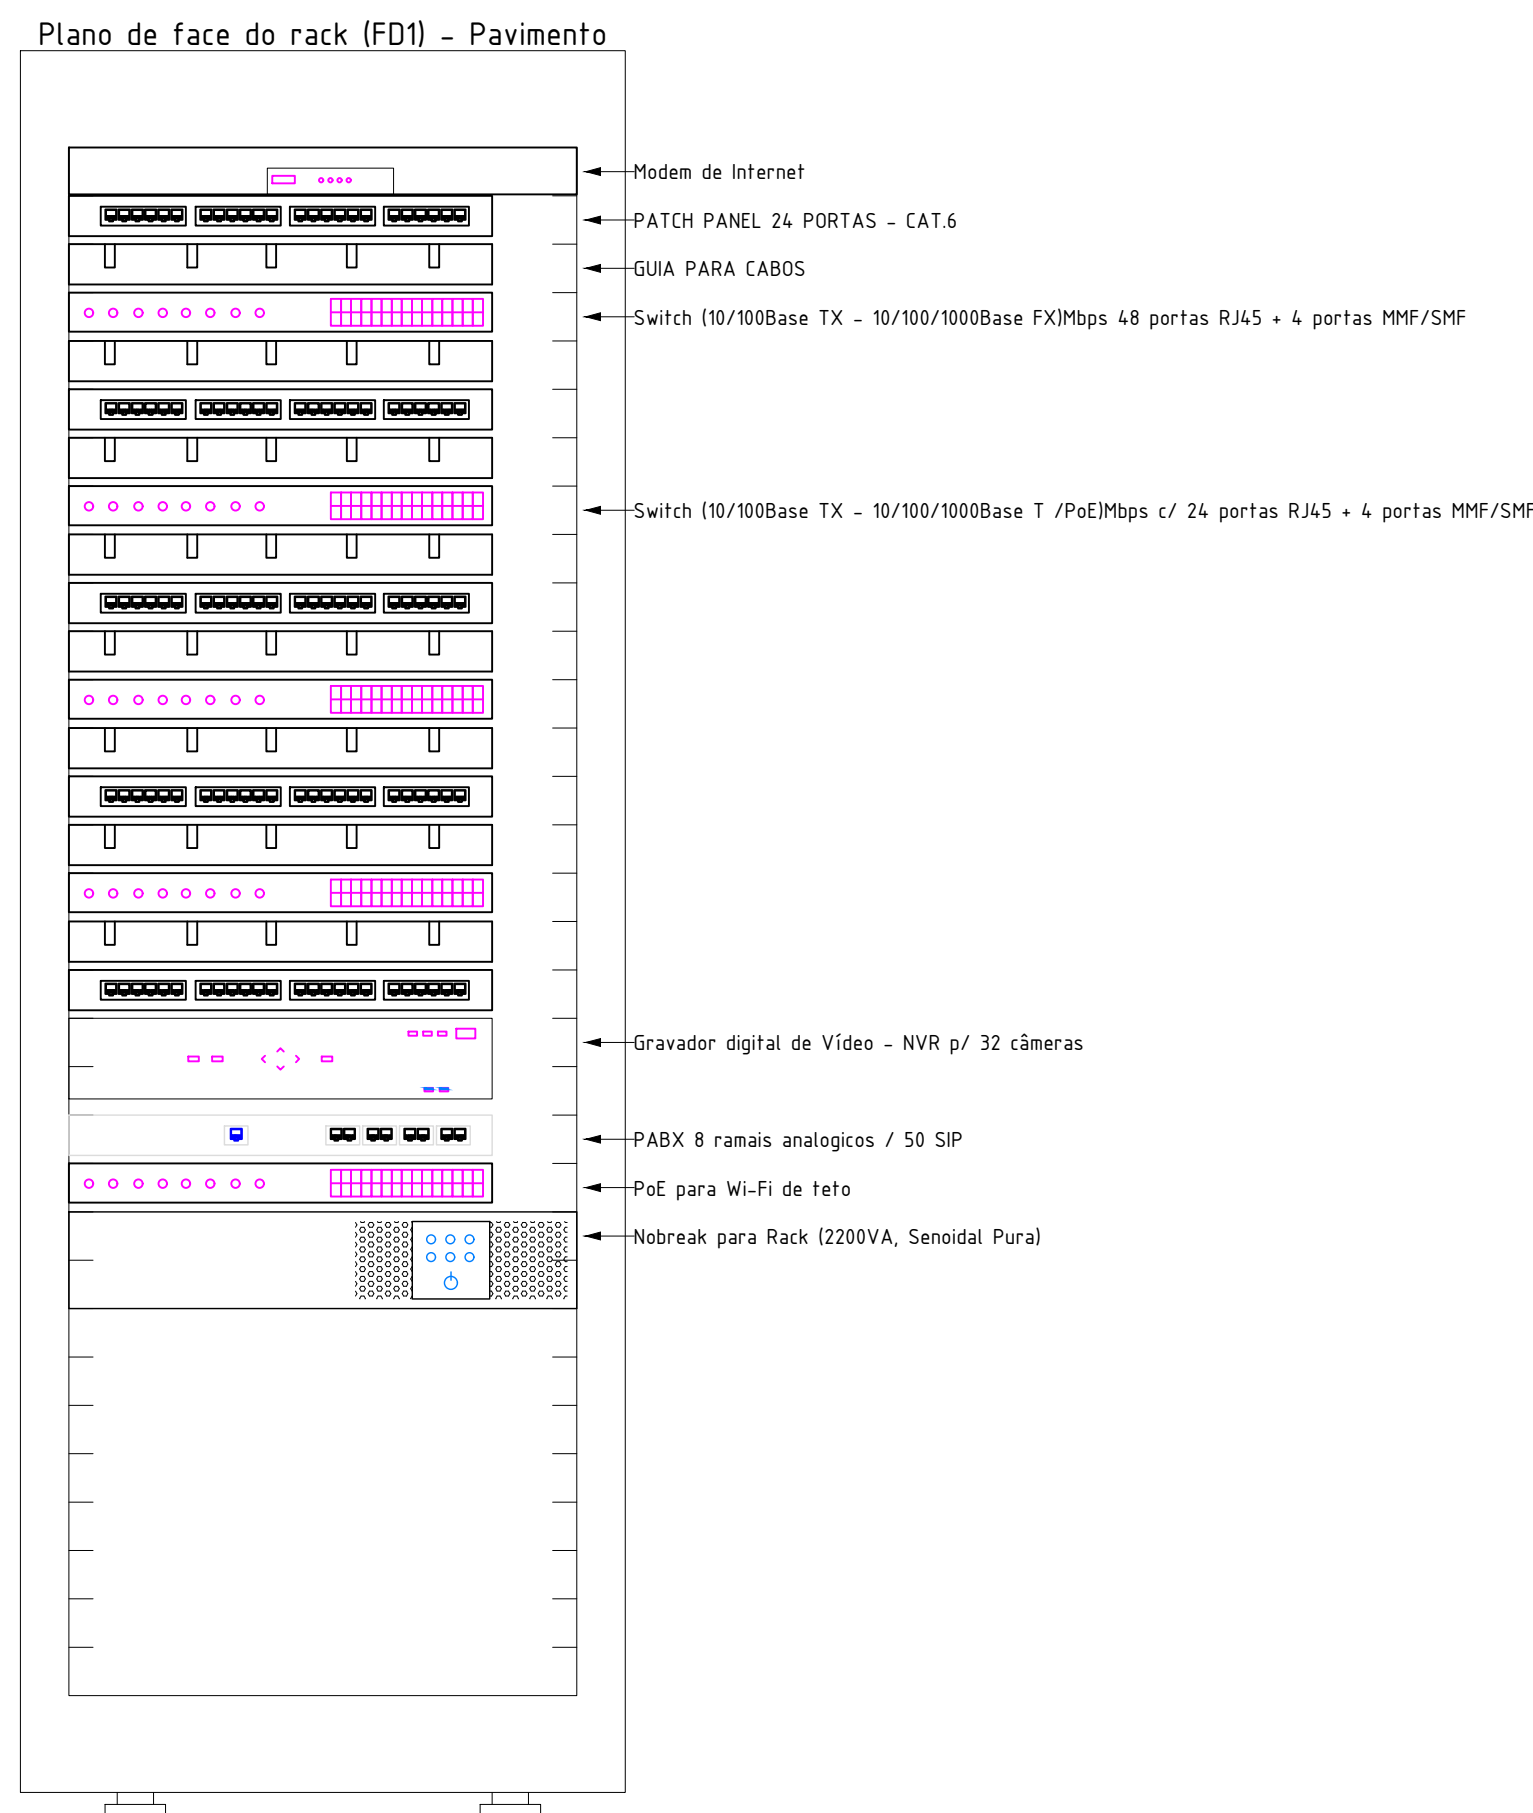 Plano de face do rack (FD1) - Pavimento
Modem de Internet
PATCH PANEL 24 PORTAS - CAT.6
GUIA PARA CABOS
Switch (10/100Base TX - 10/100/1000Base FX)Mbps 48 portas RJ45 + 4 portas MMF/SMF
Switch (10/100Base TX - 10/100/1000Base T /PoE)Mbps c/ 24 portas RJ45 + 4 portas MMF/SMF
Gravador digital de Vídeo - NVR p/ 32 câmeras
PABX 8 ramais analogicos / 50 SIP
PoE para Wi-Fi de teto
Nobreak para Rack (2200VA, Senoidal Pura)